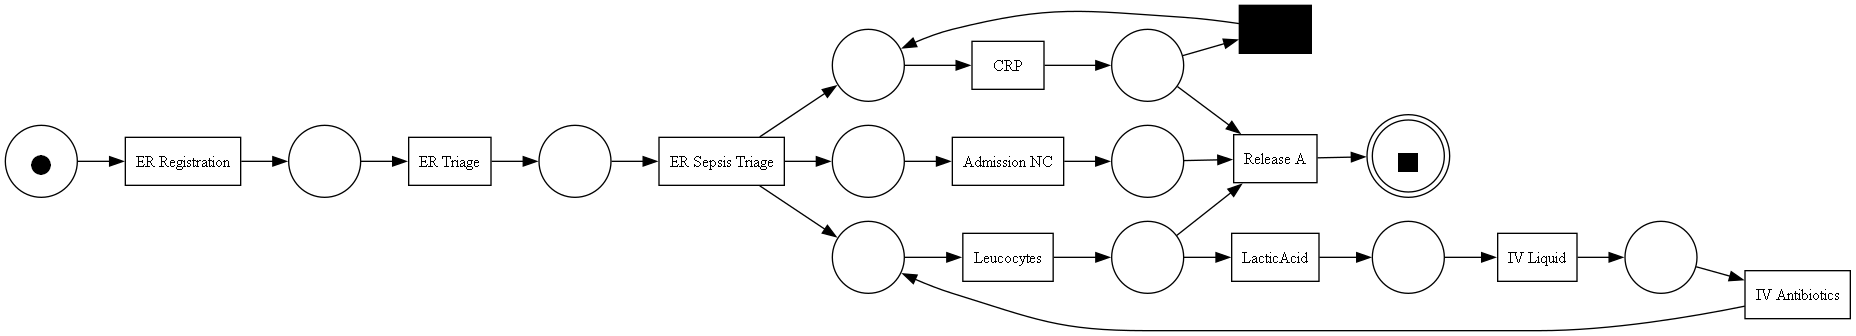 ER Registration
ER Triage
ER Sepsis Triage
CRP
Admission NC
Leucocytes
Release A
LacticAcid
IV Liquid
IV Antibiotics